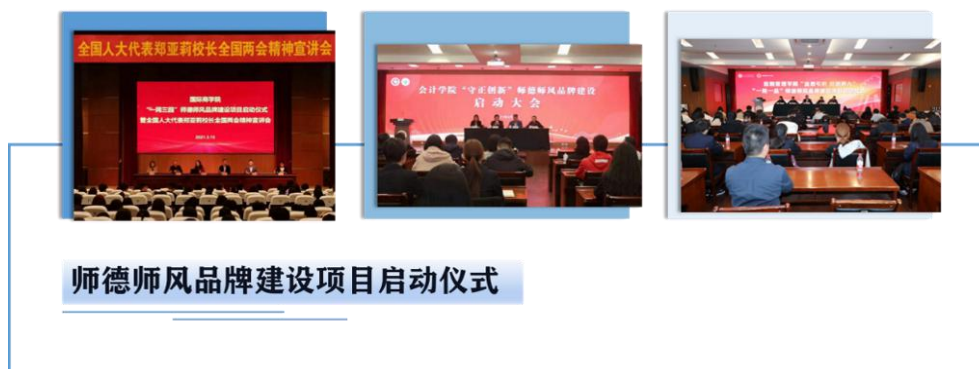 全国人大代表郑亚莉校长全国两会精神宣讲会
国际商学院
师德师风品牌建设项目启动仪式
暨全国人大代表郑亚莉校长全国两会精神宣讲会
会计学院“守正创新”师德师风品牌建设
启动大会
师德师风品牌建设项目启动仪式